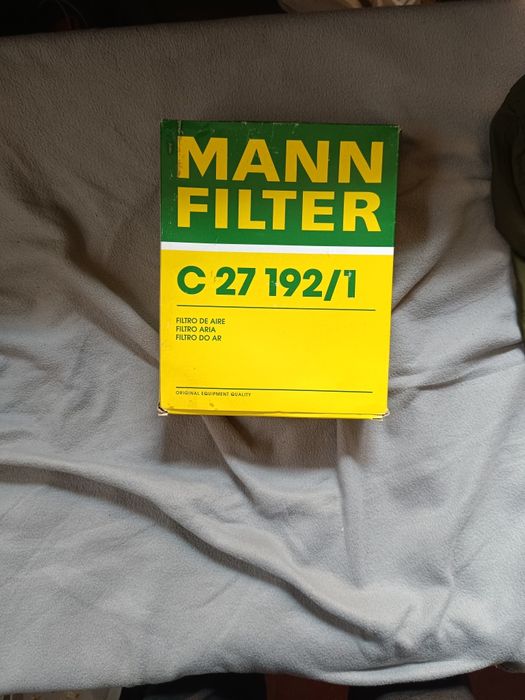 MANN
FILTER
C 27 192/1
FILTRO DE AIRE
FILTRO ARIA
FILTRO DO AR
ORIGINAL EQUIPMENT QUALITY